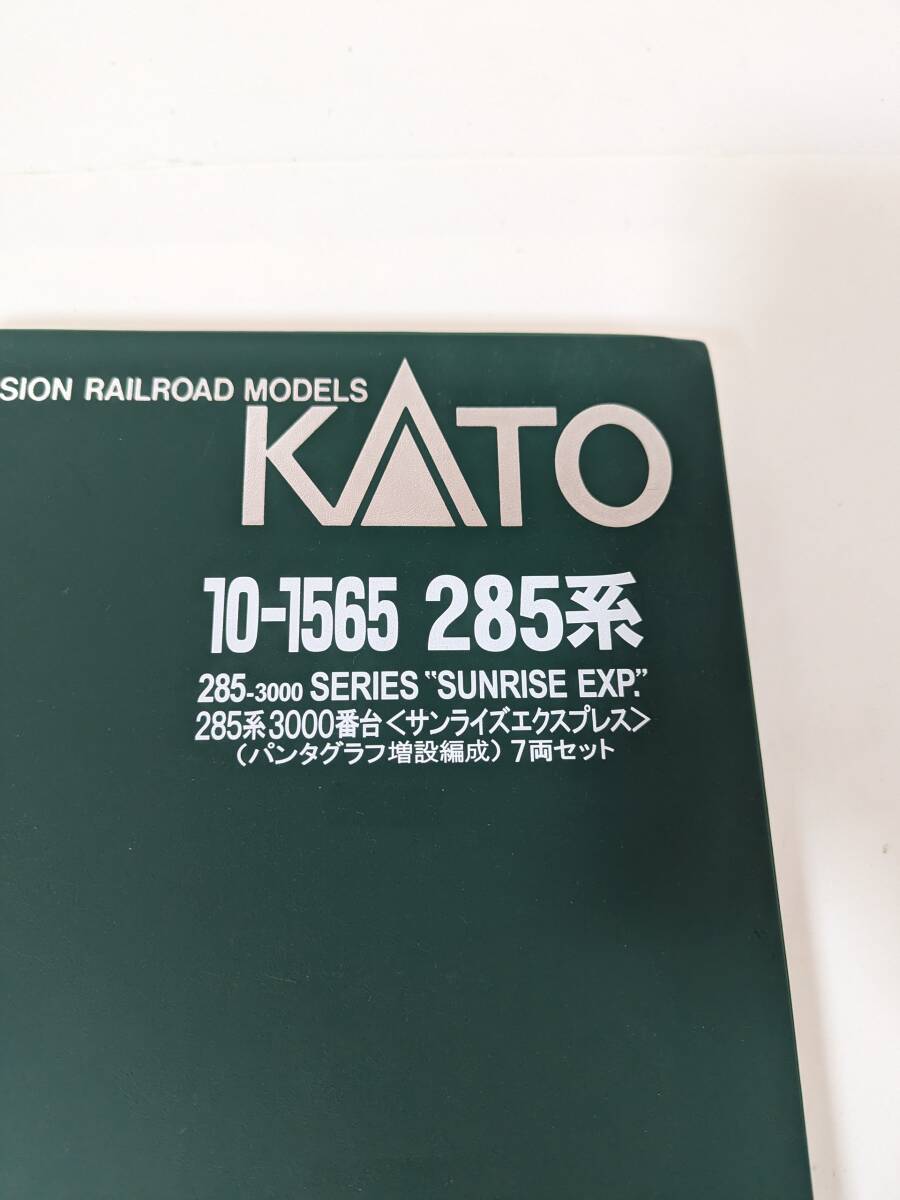 SION RAILROAD MODELS
KATO
10-1565 285系
285-3000 SERIES "SUNRISE EXP."
285系3000番台<サンライズエクスプレス>
(パンタグラフ増設編成) 7両セット